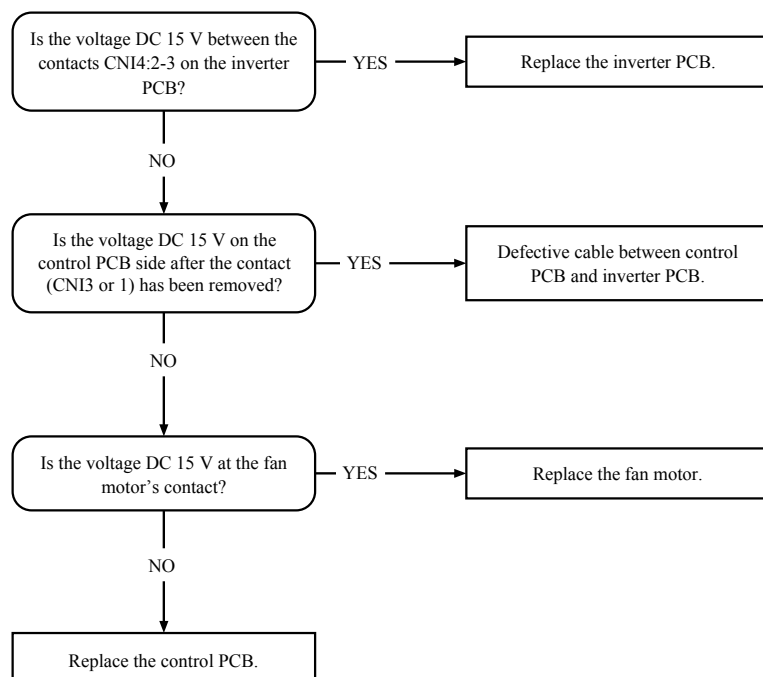 Is the voltage DC 15 V between the
contacts CNI4:2-3 on the inverter
PCB?
YES
Replace the inverter PCB.
NO
Is the voltage DC 15 V on the
control PCB side after the contact
(CNI3 or 1) has been removed?
YES
Defective cable between control
PCB and inverter PCB.
NO
Is the voltage DC 15 V at the fan
motor’s contact?
YES
Replace the fan motor.
NO
Replace the control PCB.